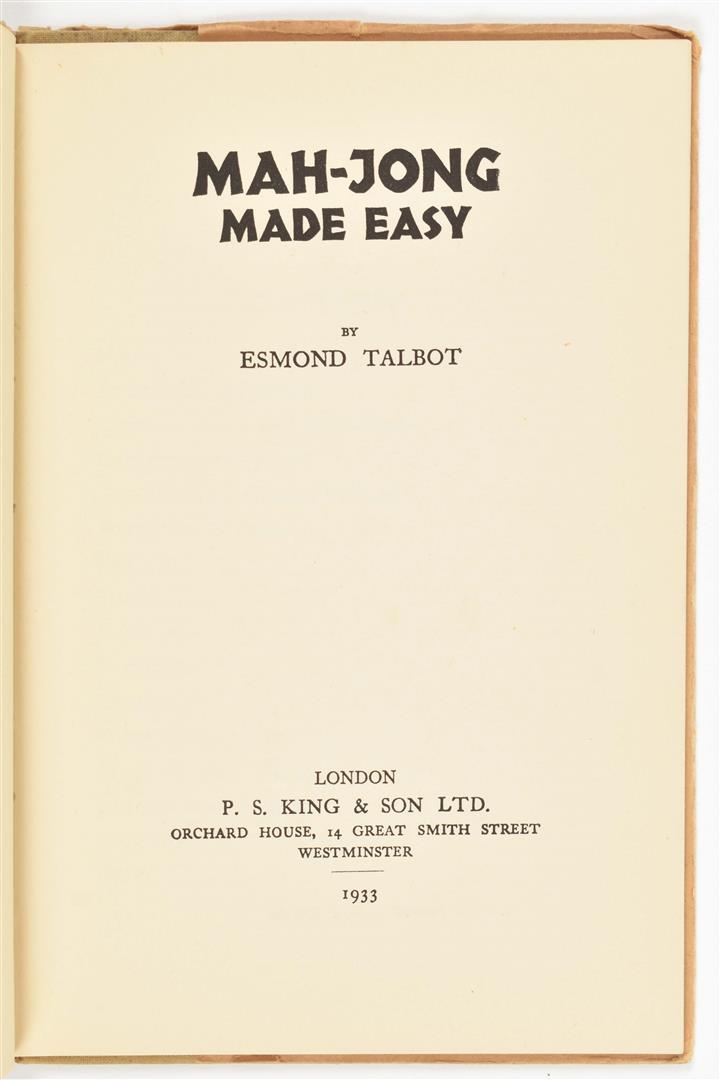 MAH-JONG
MADE EASY
BY
ESMOND TALBOT
LONDON
P. S. KING & SON LTD.
ORCHARD HOUSE, 14 GREAT SMITH STREET
WESTMINSTER
1933